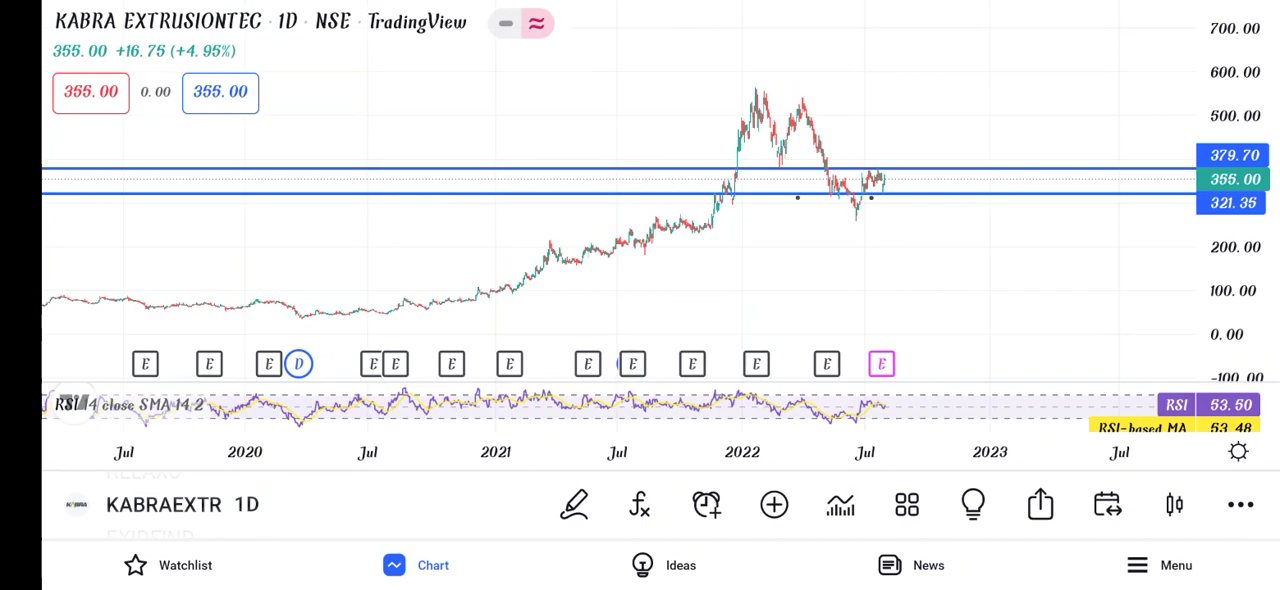 KABRA EXTRUSIONTEC · 1D · NSE · TradingView
355.00 +16.75 (+4.95%)
355.00 0.00 355.00
700.00
600.00
500.00
379.70
355.00
321.35
200.00
100.00
0.00
-100.00
E E E D E E E E E E E E E E
RSI 14 close SMA 14 2
RSI 53.50
RSI-based MA 53.48
Jul 2020 Jul 2021 Jul 2022 Jul 2023 Jul
RELAXO
KABRA KABRAEXTR 1D
EXIDEIND
Watchlist Chart Ideas News Menu